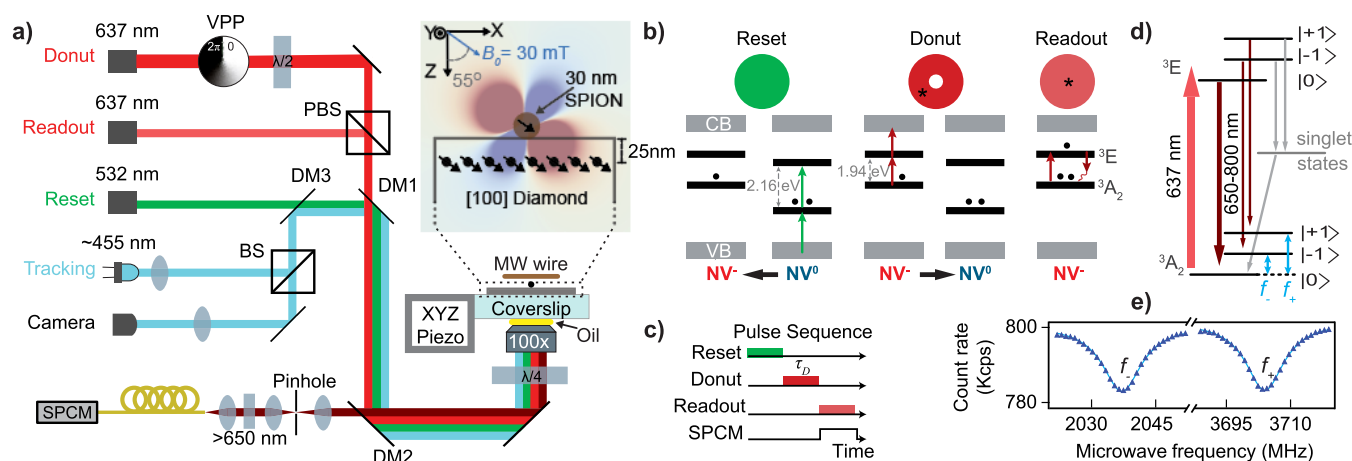 a)
637 nm
VPP
Donut
2π 0
λ/2
637 nm
PBS
Readout
532 nm
DM3
DM1
Reset
~455 nm
BS
Tracking
Camera
Pinhole
SPCM
>650 nm
DM2
Y X
B₀ = 30 mT
Z
55°
30 nm
SPION
25nm
[100] Diamond
MW wire
XYZ
Piezo
Coverslip
Oil
100x
λ/4
b)
Reset Donut Readout
*
*
CB
³E
2.16 eV
1.94 eV
³A₂
VB
NV⁻ NV⁰ NV⁻ NV⁰ NV⁻
c)
Pulse Sequence
Reset
τD
Donut
Readout
SPCM
Time
d)
|+1⟩
|-1⟩
³E
|0⟩
637 nm
650-800 nm
singlet
states
|+1⟩
|-1⟩
³A₂
|0⟩
f₋ f₊
e)
800
Count rate
(Kcps)
f₋ f₊
780
2030 2045 3695 3710
Microwave frequency (MHz)